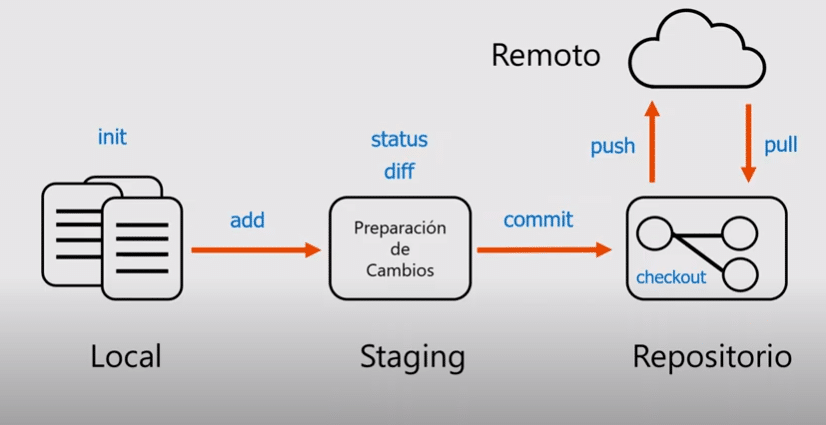 Remoto
init
status
diff
push
pull
add
Preparación
de
Cambios
commit
checkout
Local
Staging
Repositorio